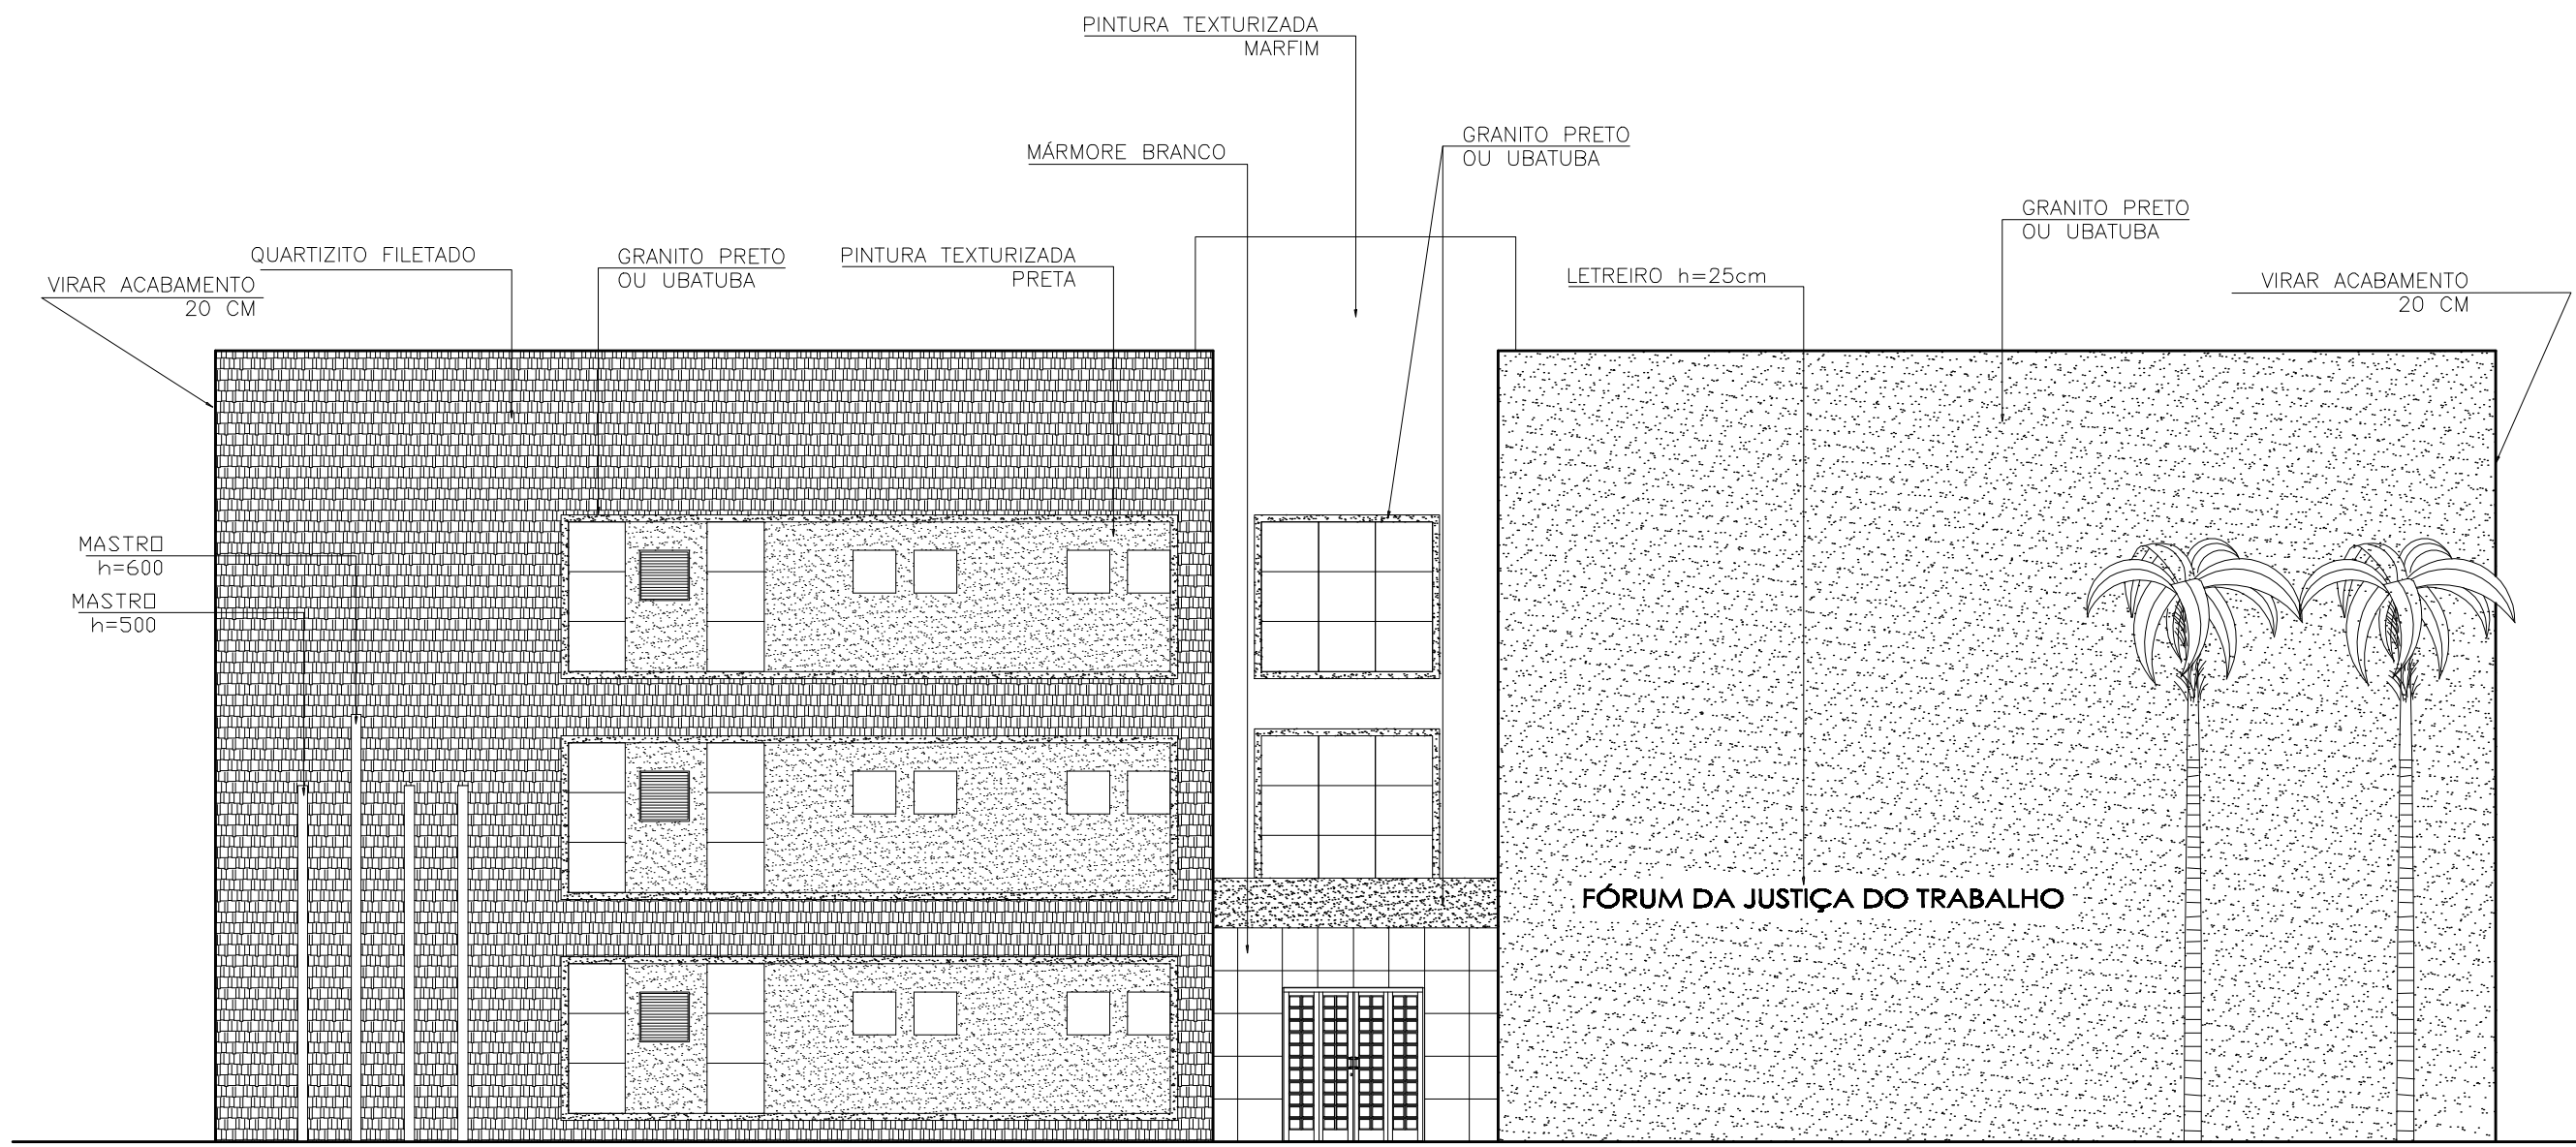 PINTURA TEXTURIZADA
MARFIM
GRANITO PRETO
OU UBATUBA
MÁRMORE BRANCO
GRANITO PRETO
OU UBATUBA
QUARTIZITO FILETADO
GRANITO PRETO
OU UBATUBA
PINTURA TEXTURIZADA
PRETA
LETREIRO h=25cm
VIRAR ACABAMENTO
20 CM
VIRAR ACABAMENTO
20 CM
MASTRO
h=600
MASTRO
h=500
FÓRUM DA JUSTIÇA DO TRABALHO